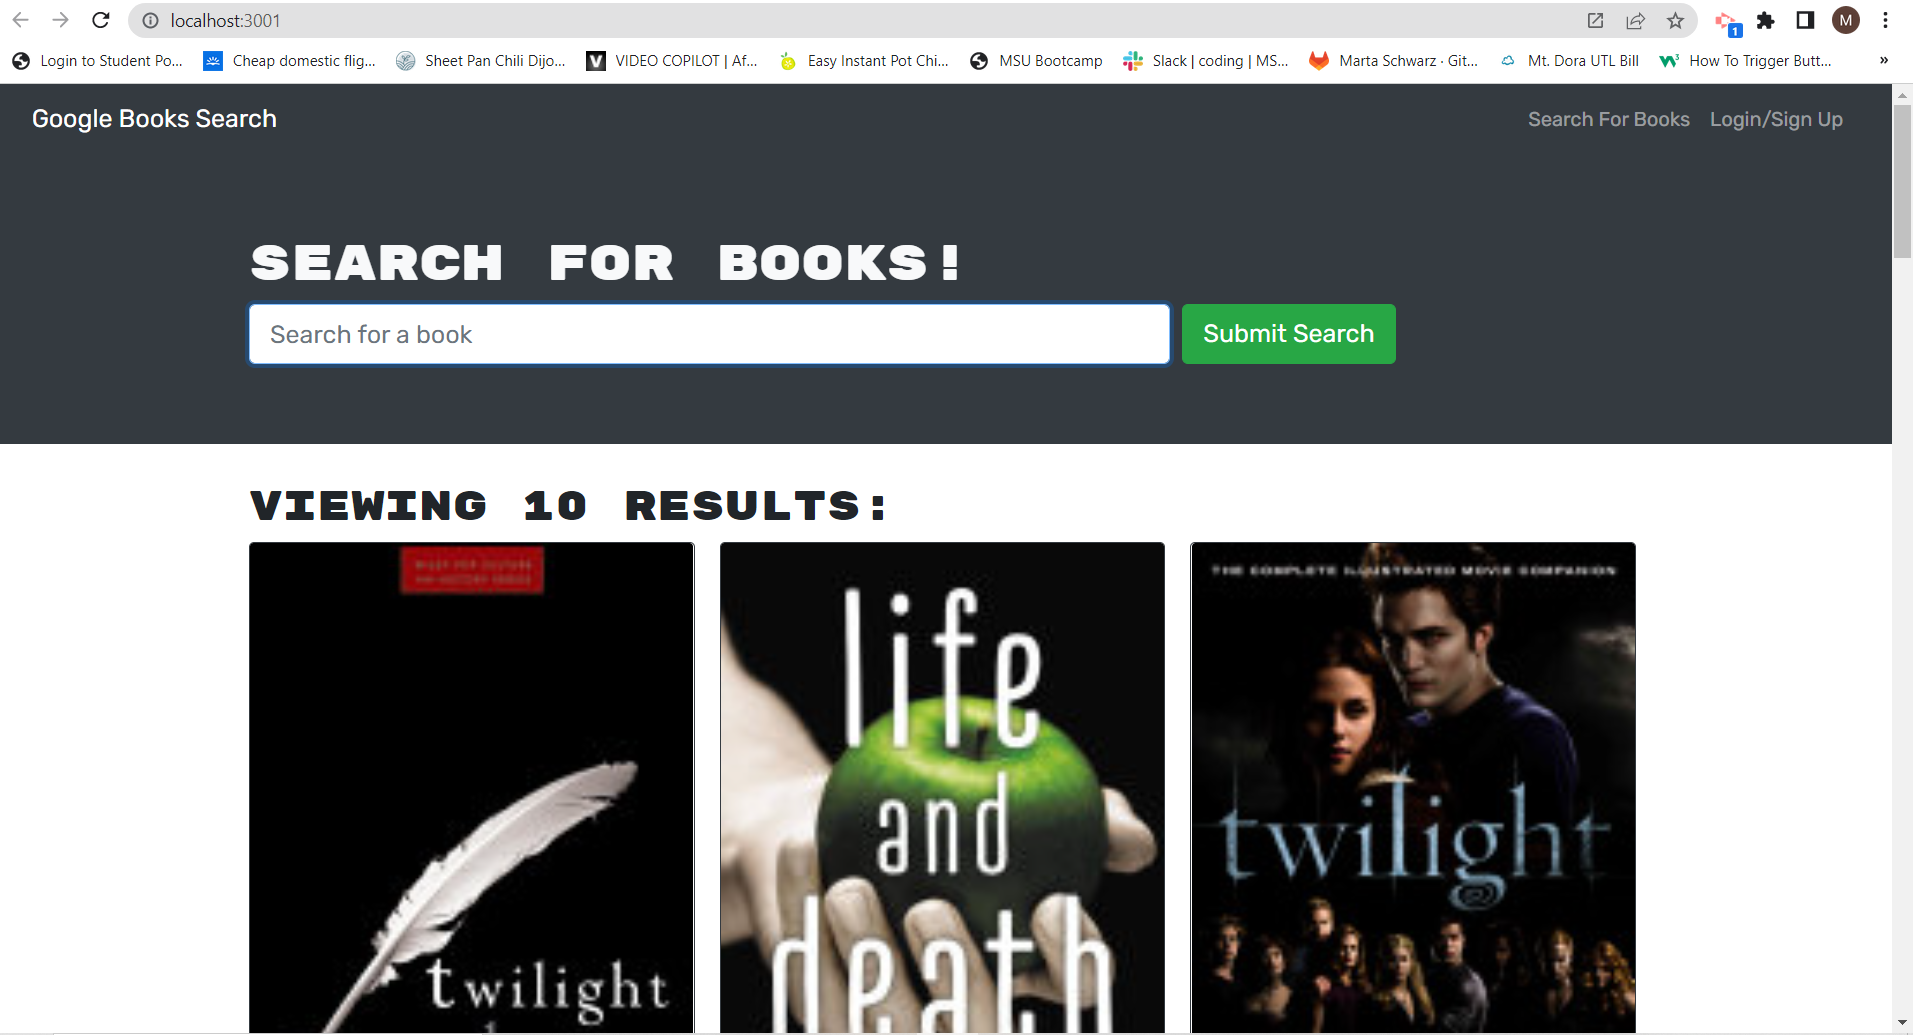 localhost:3001
1
M
Login to Student Po...
Cheap domestic flig...
Sheet Pan Chili Dijo...
V
VIDEO COPILOT | Af...
Easy Instant Pot Chi...
MSU Bootcamp
Slack | coding | MS...
Marta Schwarz · Git...
Mt. Dora UTL Bill
How To Trigger Butt...
»
Google Books Search
Search For Books
Login/Sign Up
SEARCH FOR BOOKS!
Search for a book
Submit Search
VIEWING 10 RESULTS:
twilight
life
and
death
THE COMPLETE ILLUSTRATED MOVIE COMPANION
twilight